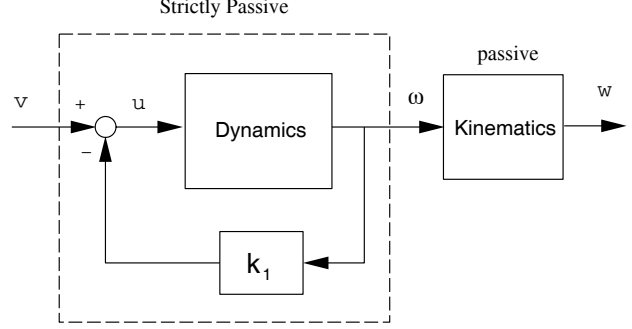 Strictly Passive
passive
v
+
u
Dynamics
ω
Kinematics
w
−
k₁